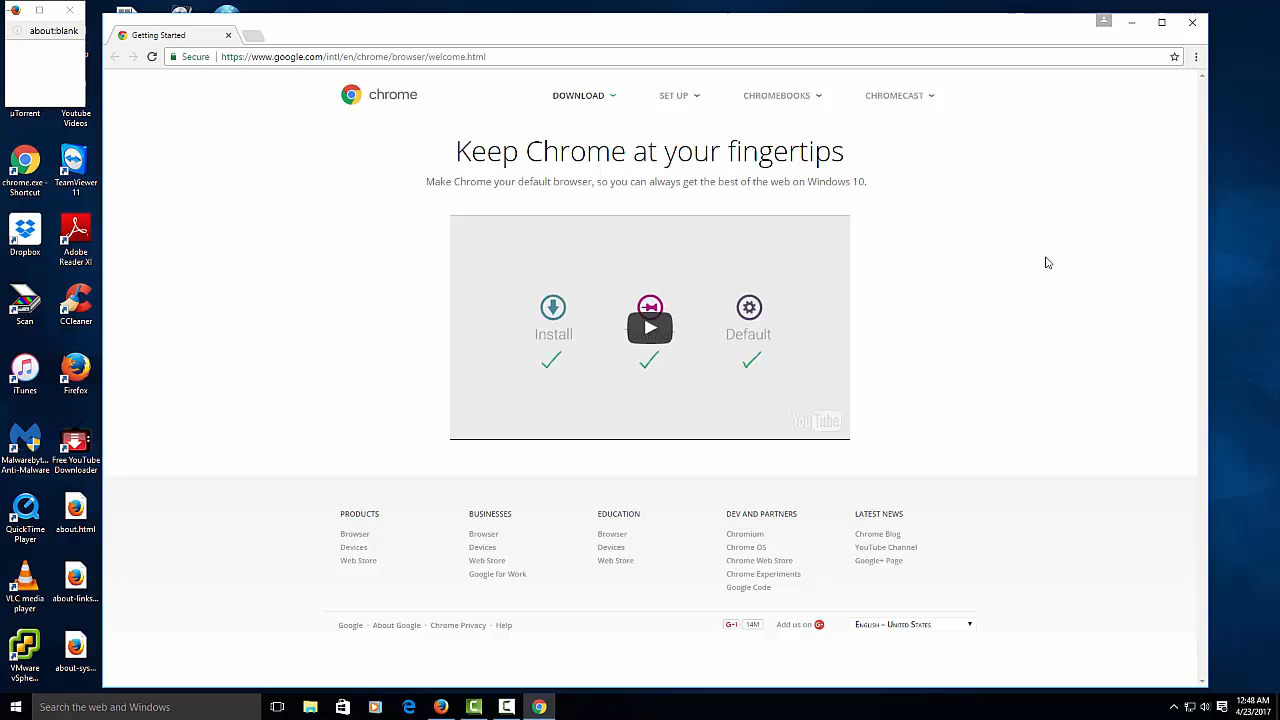 about:blank
Getting Started
Secure
https://www.google.com/intl/en/chrome/browser/welcome.html
chrome
DOWNLOAD
SET UP
CHROMEBOOKS
CHROMECAST
Keep Chrome at your fingertips
Make Chrome your default browser, so you can always get the best of the web on Windows 10.
Install
Default
YouTube
PRODUCTS
Browser
Devices
Web Store
BUSINESSES
Browser
Devices
Web Store
Google for Work
EDUCATION
Browser
Devices
Web Store
DEV AND PARTNERS
Chromium
Chrome OS
Chrome Web Store
Chrome Experiments
Google Code
LATEST NEWS
Chrome Blog
YouTube Channel
Google+ Page
Google · About Google · Chrome Privacy · Help
G+1
14M
Add us on
G+
English – United States
µTorrent
Youtube
Videos
chrome.exe -
Shortcut
TeamViewer
11
Dropbox
Adobe
Reader XI
Scan
CCleaner
iTunes
Firefox
Malwarebyt...
Anti-Malware
Free YouTube
Downloader
QuickTime
Player
about.html
VLC media
player
about-links...
VMware
vSphe...
about-sys...
Search the web and Windows
12:48 AM
4/23/2017